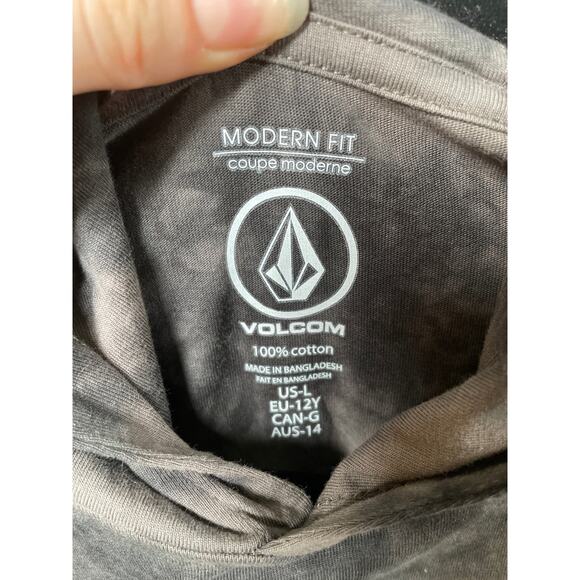 MODERN FIT
coupe moderne
VOLCOM
100% cotton
MADE IN BANGLADESH
FAIT EN BANGLADESH
US-L
EU-12Y
CAN-G
AUS-14